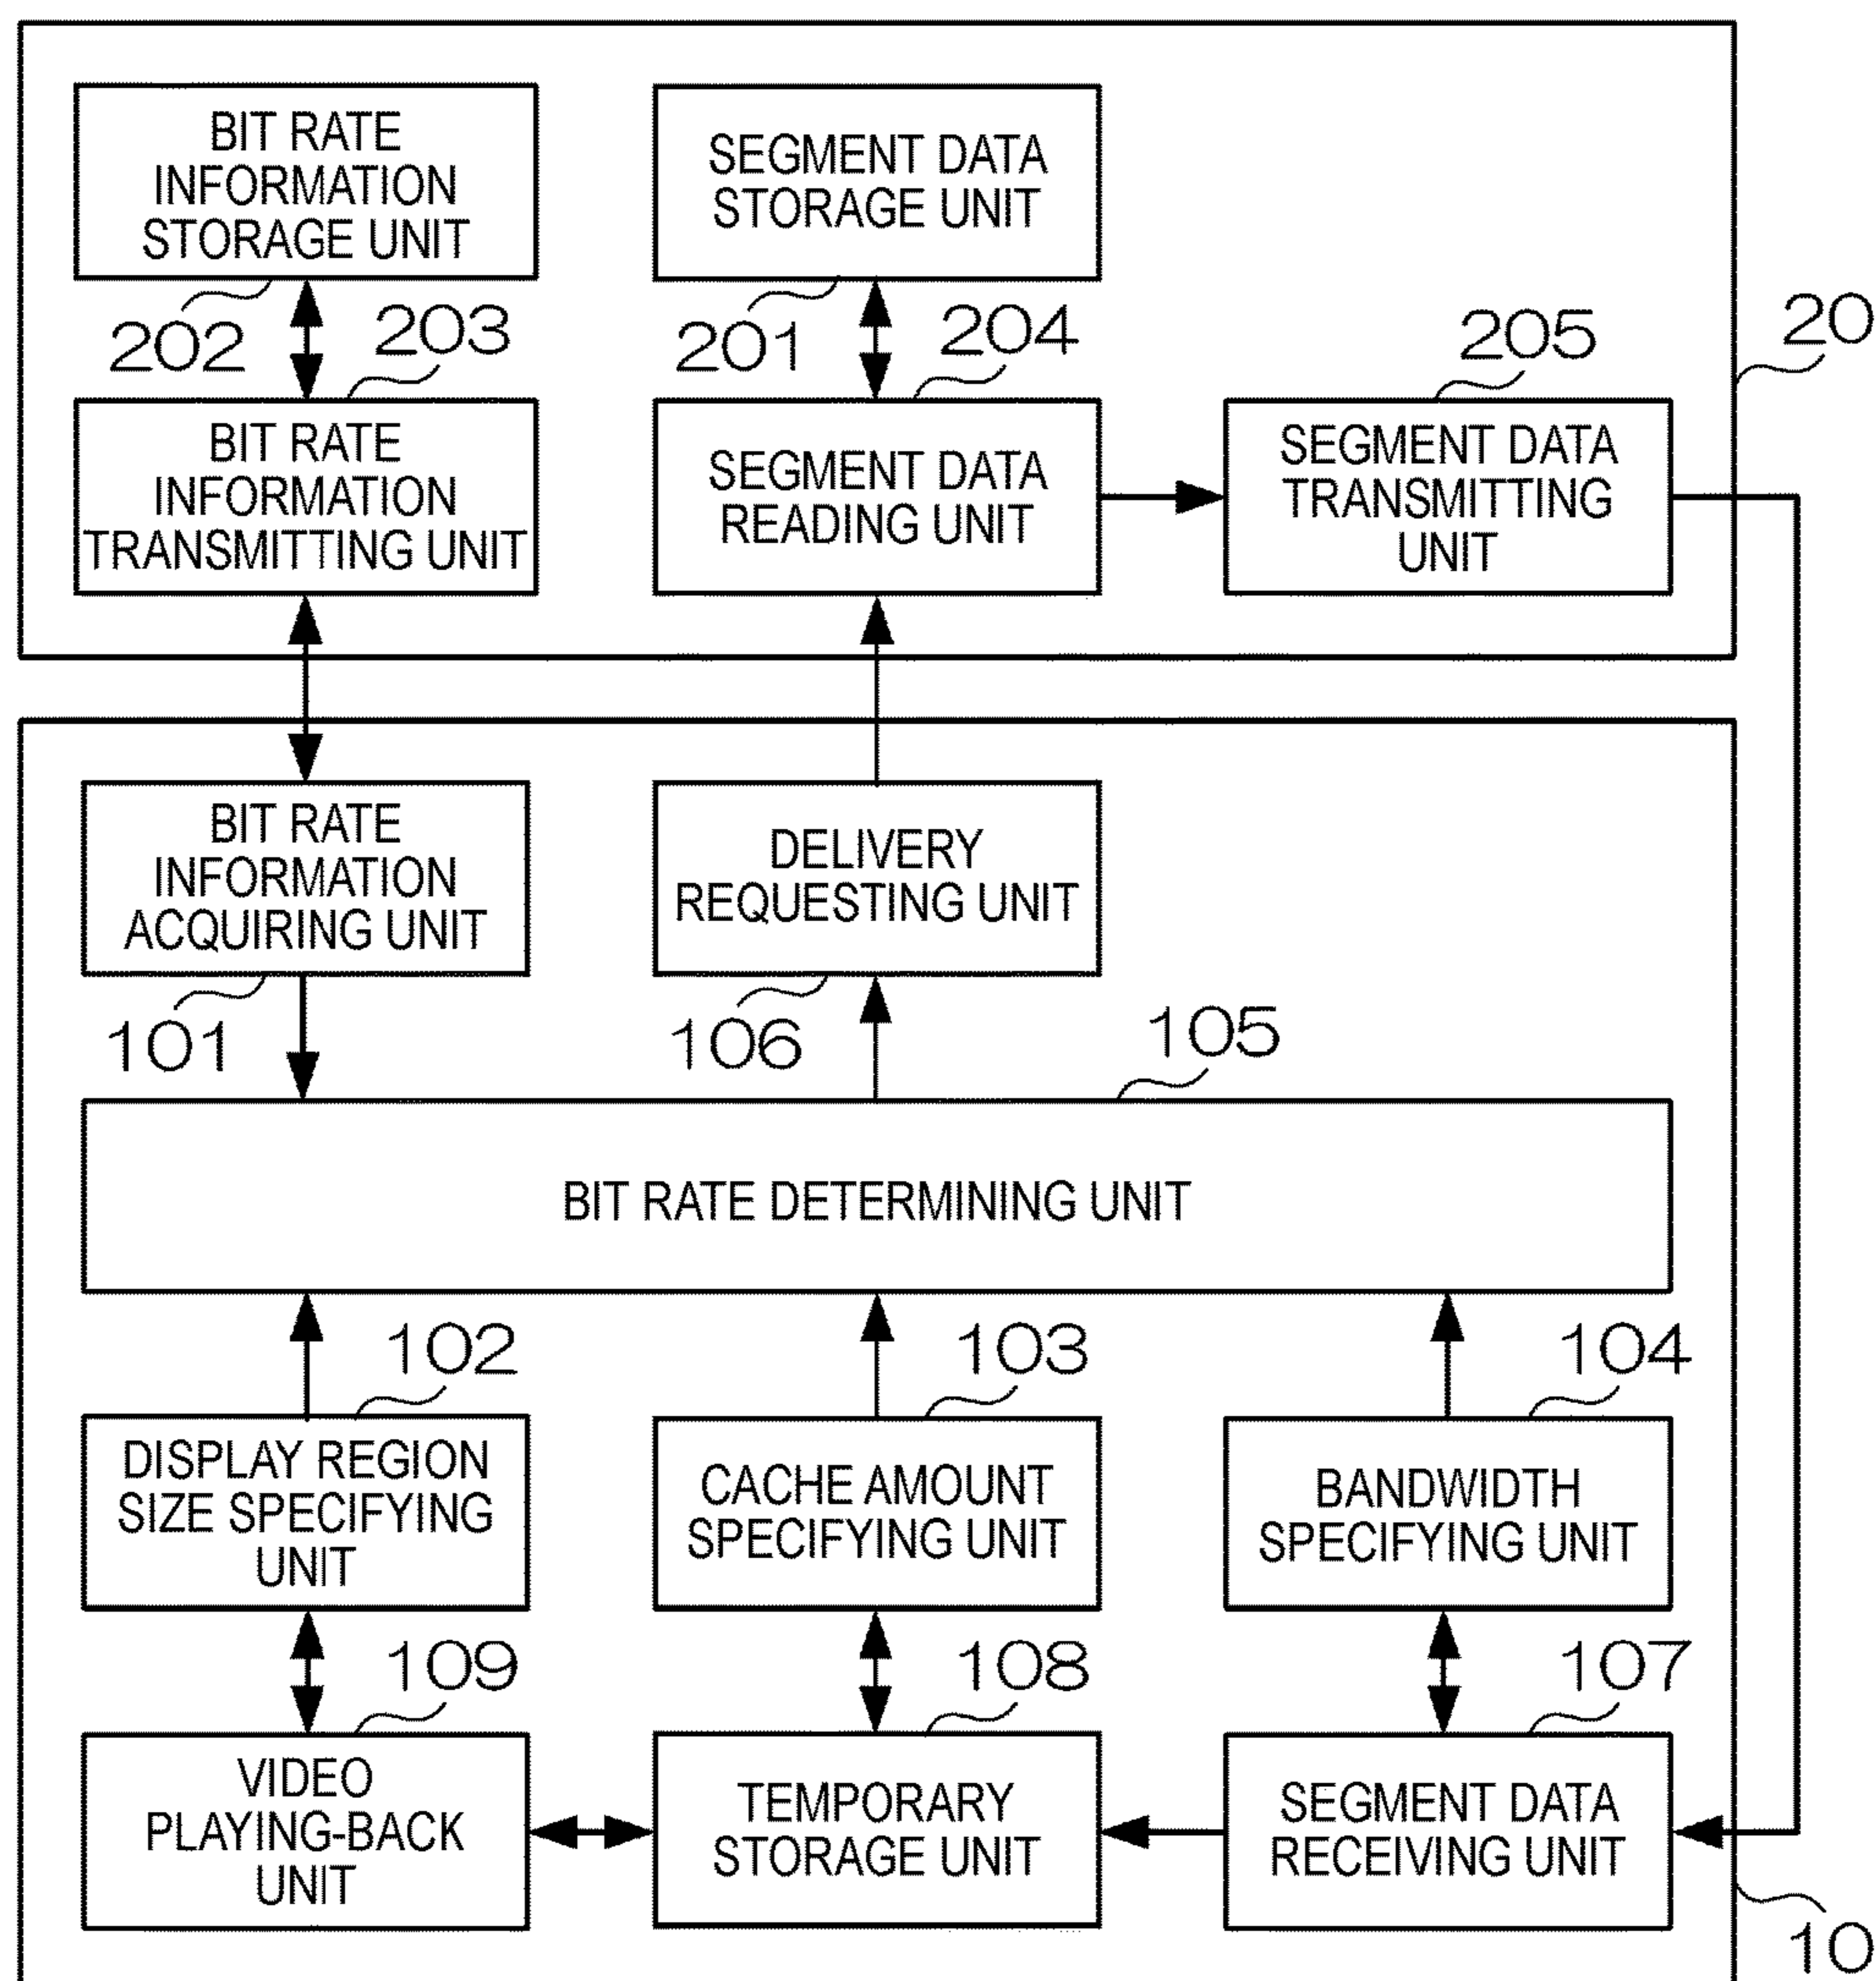 BIT RATE
INFORMATION
STORAGE UNIT
SEGMENT DATA
STORAGE UNIT
202
203
201
204
205
20
BIT RATE
INFORMATION
TRANSMITTING UNIT
SEGMENT DATA
READING UNIT
SEGMENT DATA
TRANSMITTING
UNIT
BIT RATE
INFORMATION
ACQUIRING UNIT
DELIVERY
REQUESTING UNIT
101
106
105
BIT RATE DETERMINING UNIT
102
103
104
DISPLAY REGION
SIZE SPECIFYING
UNIT
CACHE AMOUNT
SPECIFYING UNIT
BANDWIDTH
SPECIFYING UNIT
109
108
107
VIDEO
PLAYING-BACK
UNIT
TEMPORARY
STORAGE UNIT
SEGMENT DATA
RECEIVING UNIT
10